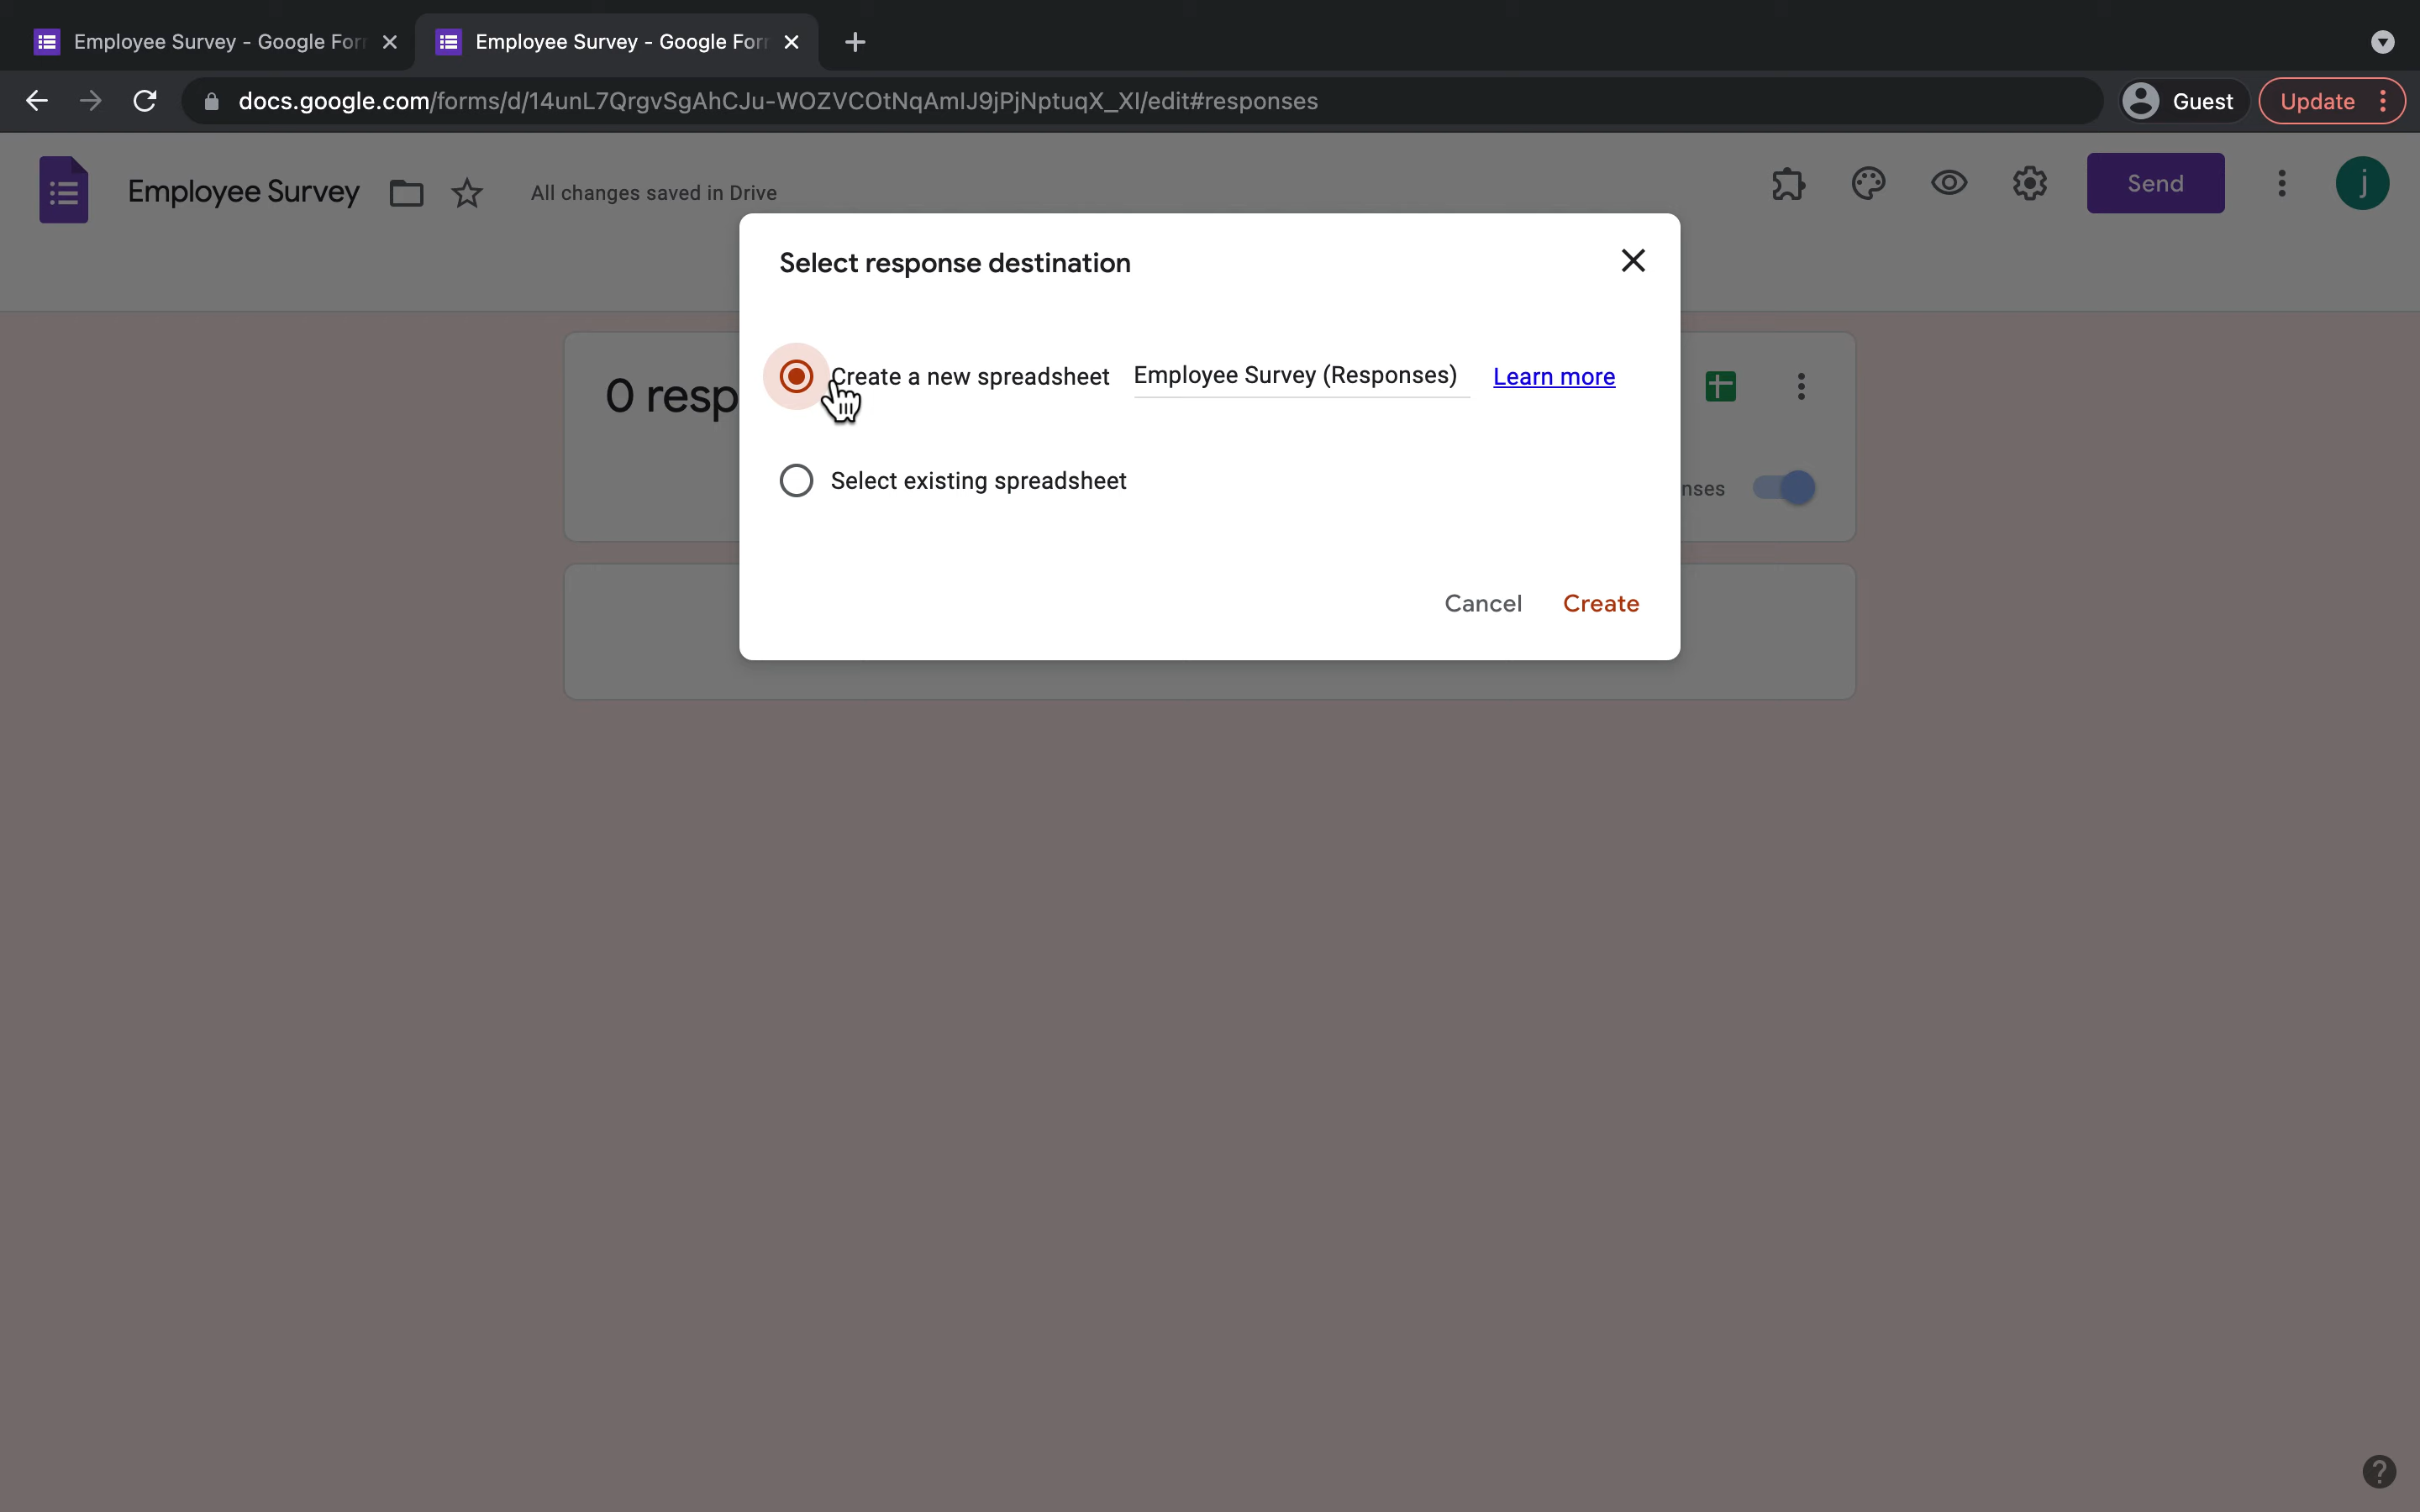 Employee Survey - Google For
Employee Survey - Google For
docs.google.com/forms/d/14unL7QrgvSgAhCJu-WOZVCOtNqAmIJ9jPjNptuqX_XI/edit#responses
Guest
Update
Employee Survey
All changes saved in Drive
Send
j
Select response destination
0 resp
Create a new spreadsheet
Employee Survey (Responses)
Learn more
Select existing spreadsheet
nses
Cancel
Create